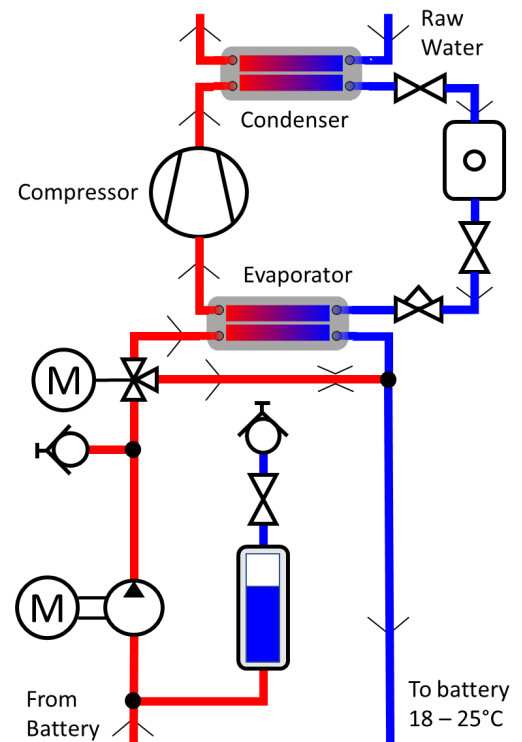 Raw
Water
Condenser
Compressor
Evaporator
M
M
From
Battery
To battery
18 – 25°C